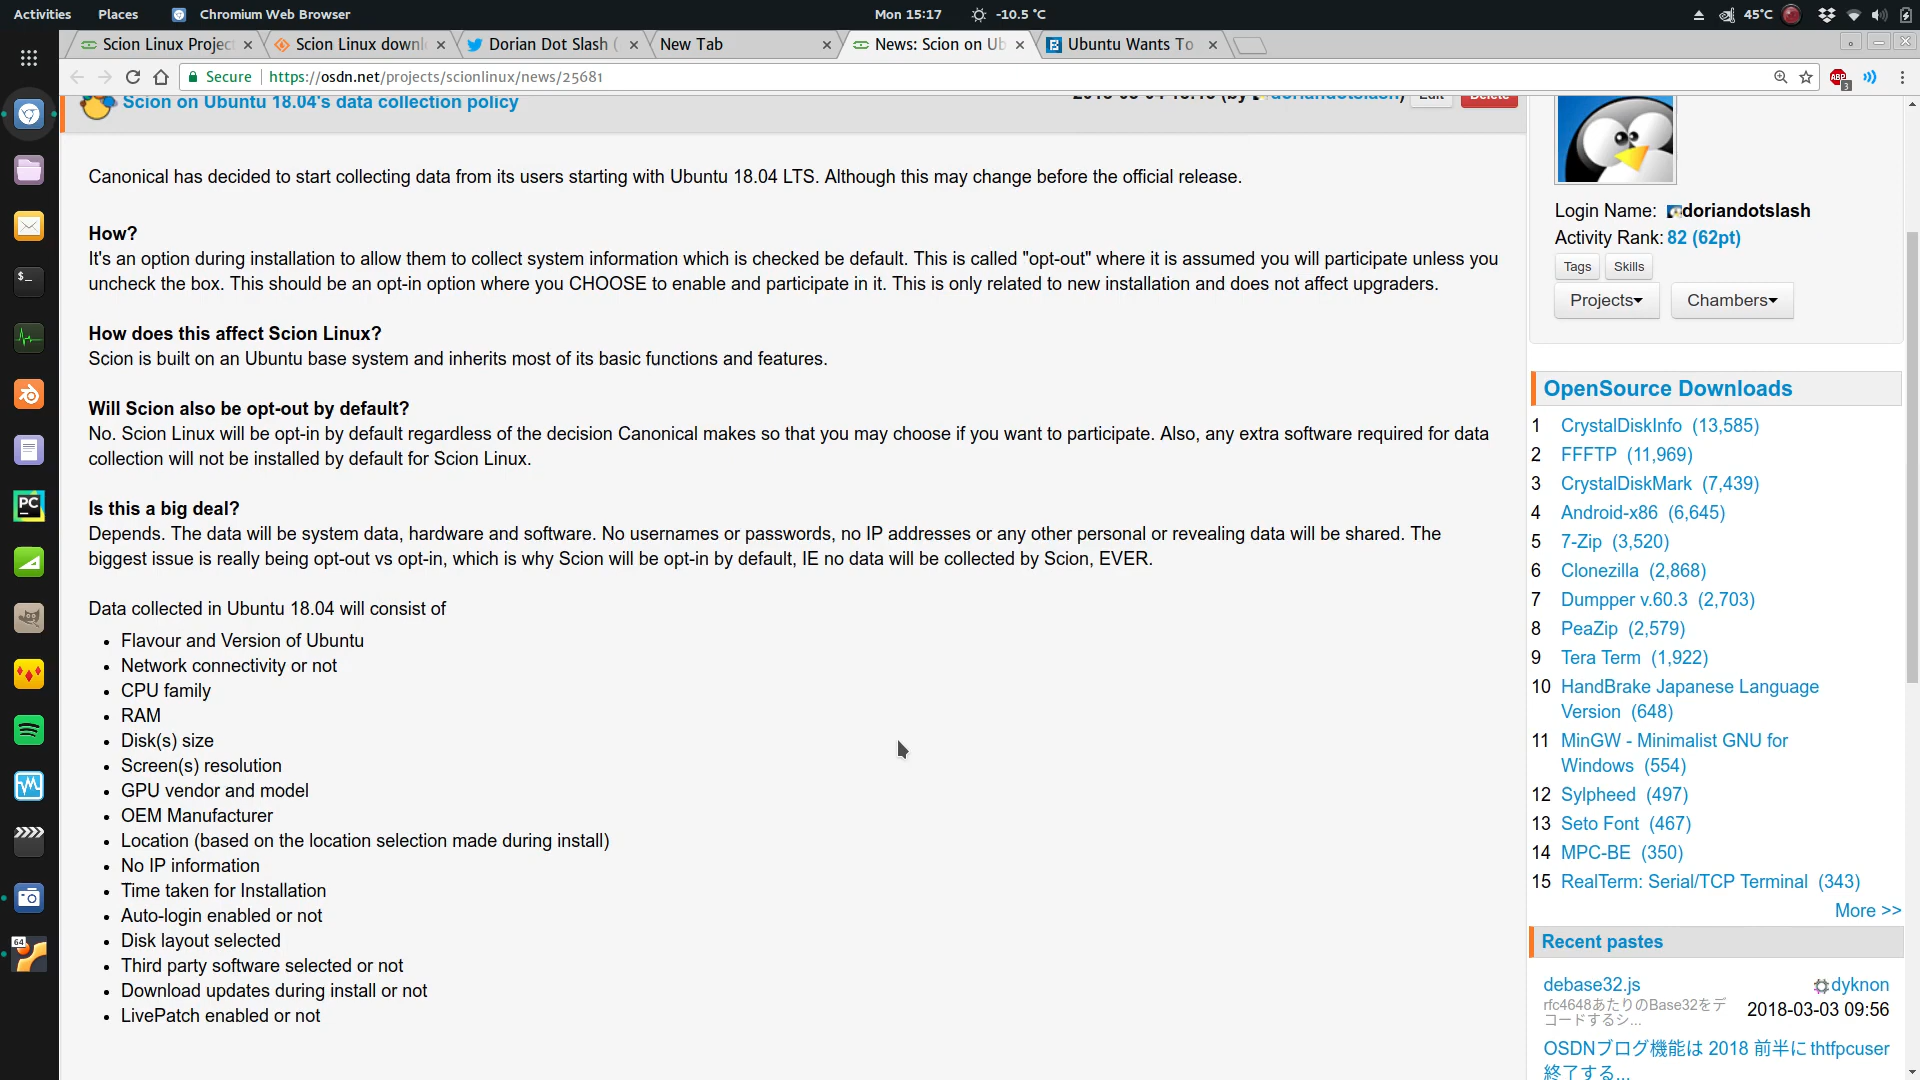 Activities Places Chromium Web Browser Mon 15:17 -10.5 °C 45°C
Scion Linux Projec Scion Linux downl Dorian Dot Slash ( New Tab News: Scion on Ub Ubuntu Wants To
Secure https://osdn.net/projects/scionlinux/news/25681 ABP 3
Scion on Ubuntu 18.04's data collection policy
Canonical has decided to start collecting data from its users starting with Ubuntu 18.04 LTS. Although this may change before the official release.
How?
It's an option during installation to allow them to collect system information which is checked be default. This is called "opt-out" where it is assumed you will participate unless you
uncheck the box. This should be an opt-in option where you CHOOSE to enable and participate in it. This is only related to new installation and does not affect upgraders.
How does this affect Scion Linux?
Scion is built on an Ubuntu base system and inherits most of its basic functions and features.
Will Scion also be opt-out by default?
No. Scion Linux will be opt-in by default regardless of the decision Canonical makes so that you may choose if you want to participate. Also, any extra software required for data
collection will not be installed by default for Scion Linux.
Is this a big deal?
Depends. The data will be system data, hardware and software. No usernames or passwords, no IP addresses or any other personal or revealing data will be shared. The
biggest issue is really being opt-out vs opt-in, which is why Scion will be opt-in by default, IE no data will be collected by Scion, EVER.
Data collected in Ubuntu 18.04 will consist of
• Flavour and Version of Ubuntu
• Network connectivity or not
• CPU family
• RAM
• Disk(s) size
• Screen(s) resolution
• GPU vendor and model
• OEM Manufacturer
• Location (based on the location selection made during install)
• No IP information
• Time taken for Installation
• Auto-login enabled or not
• Disk layout selected
• Third party software selected or not
• Download updates during install or not
• LivePatch enabled or not
Login Name: doriandotslash
Activity Rank: 82 (62pt)
Tags Skills
Projects▾ Chambers▾
OpenSource Downloads
1 CrystalDiskInfo (13,585)
2 FFFTP (11,969)
3 CrystalDiskMark (7,439)
4 Android-x86 (6,645)
5 7-Zip (3,520)
6 Clonezilla (2,868)
7 Dumpper v.60.3 (2,703)
8 PeaZip (2,579)
9 Tera Term (1,922)
10 HandBrake Japanese Language
Version (648)
11 MinGW - Minimalist GNU for
Windows (554)
12 Sylpheed (497)
13 Seto Font (467)
14 MPC-BE (350)
15 RealTerm: Serial/TCP Terminal (343)
More >>
Recent pastes
debase32.js dyknon
rfc4648あたりのBase32をデ
コードするシ... 2018-03-03 09:56
OSDNブログ機能は 2018 前半に thtfpcuser
終了する...
PC
64